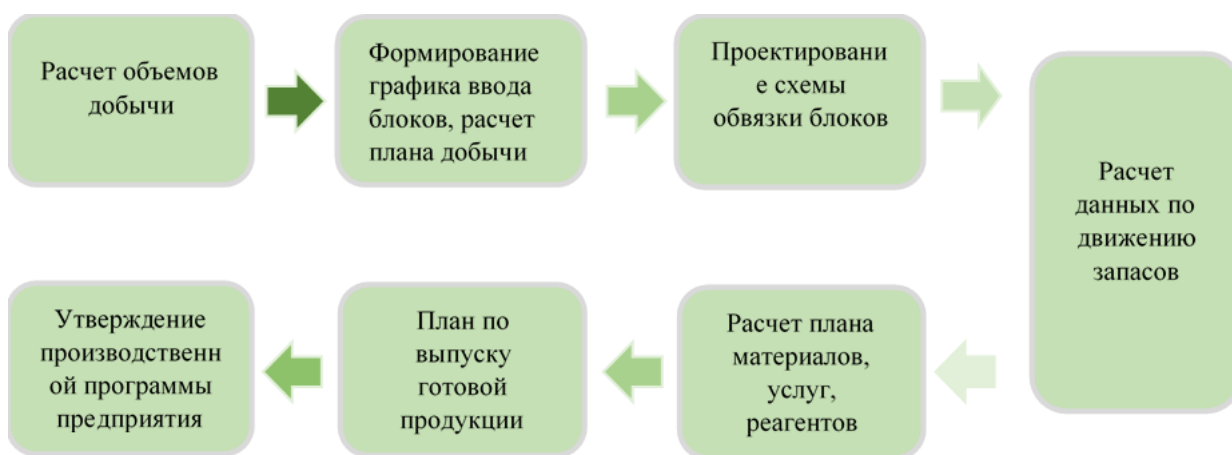 Расчет объемов
добычи
Формирование
графика ввода
блоков, расчет
плана добычи
Проектировани
е схемы
обвязки блоков
Расчет
данных по
движению
запасов
Расчет плана
материалов,
услуг,
реагентов
План по
выпуску
готовой
продукции
Утверждение
производственн
ой программы
предприятия